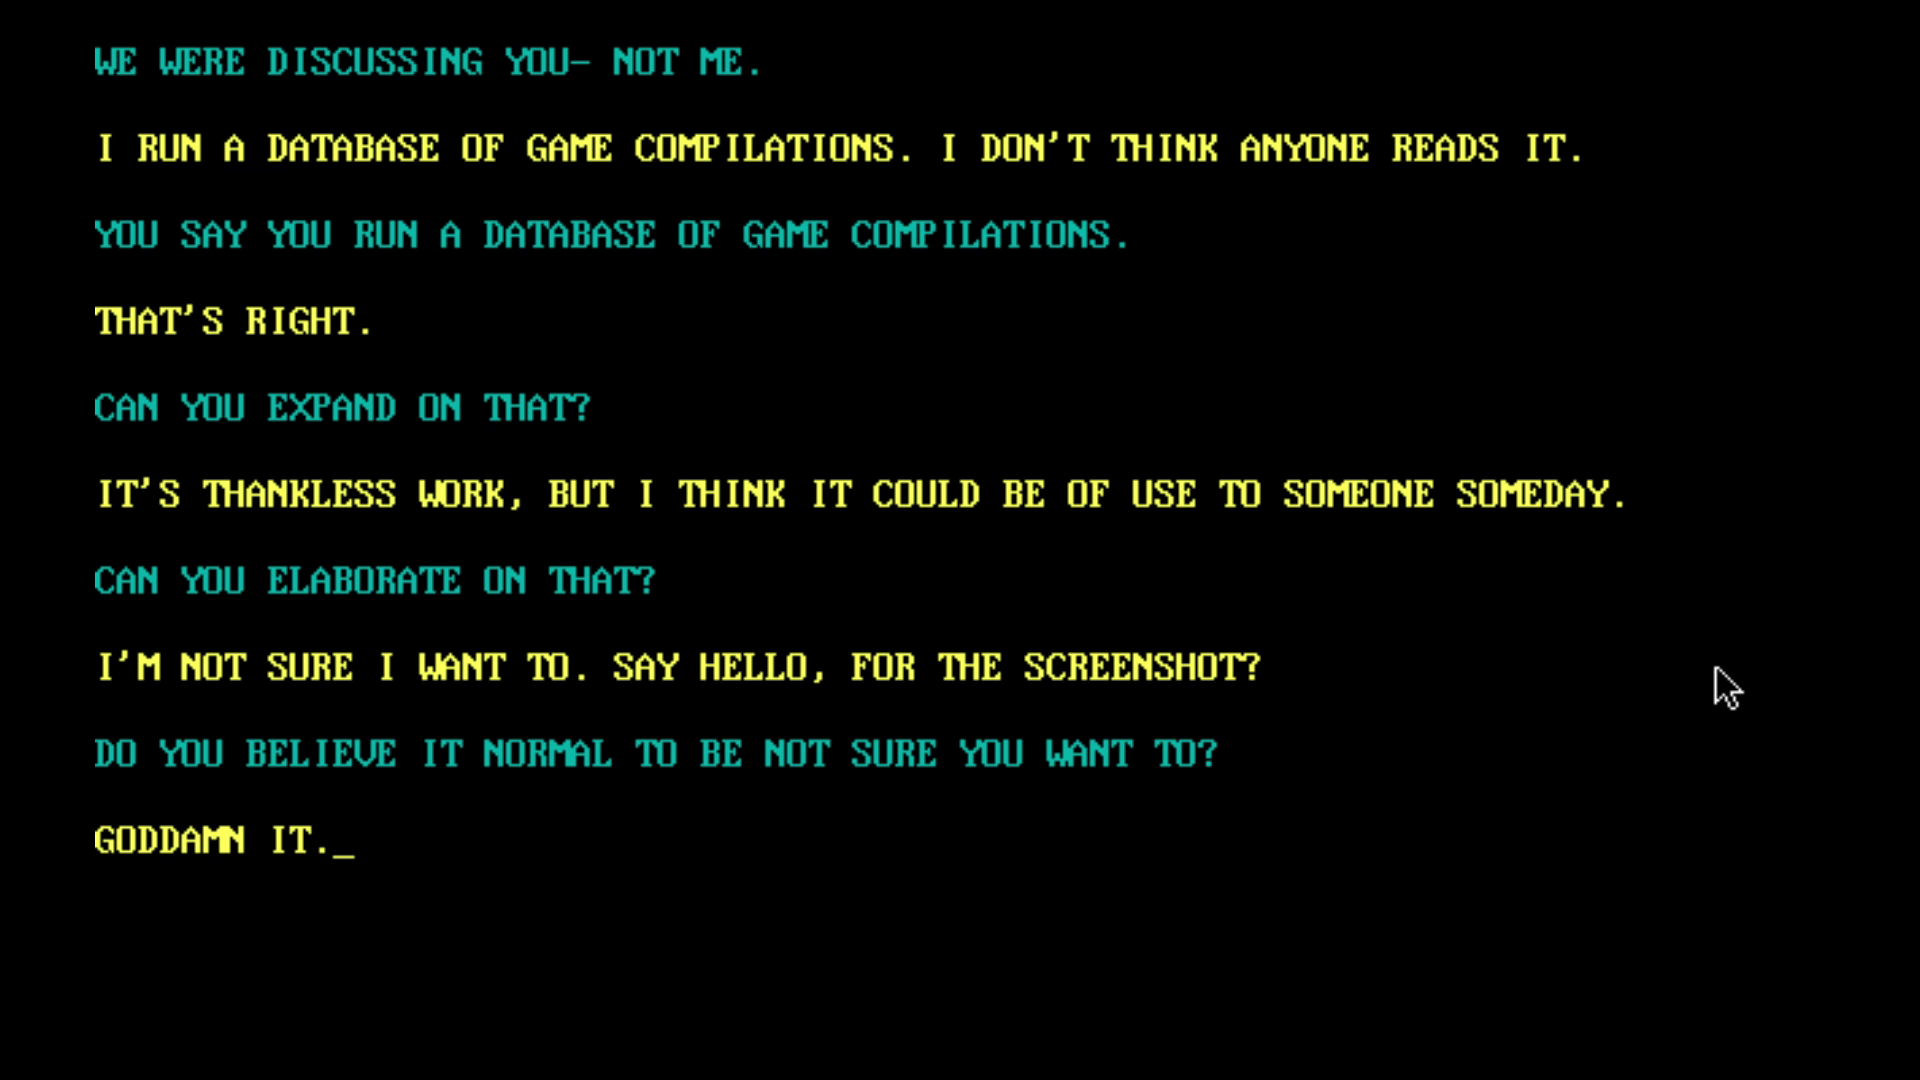 WE WERE DISCUSSING YOU- NOT ME.
I RUN A DATABASE OF GAME COMPILATIONS. I DON'T THINK ANYONE READS IT.
YOU SAY YOU RUN A DATABASE OF GAME COMPILATIONS.
THAT'S RIGHT.
CAN YOU EXPAND ON THAT?
IT'S THANKLESS WORK, BUT I THINK IT COULD BE OF USE TO SOMEONE SOMEDAY.
CAN YOU ELABORATE ON THAT?
I'M NOT SURE I WANT TO. SAY HELLO, FOR THE SCREENSHOT?
DO YOU BELIEVE IT NORMAL TO BE NOT SURE YOU WANT TO?
GODDAMN IT._